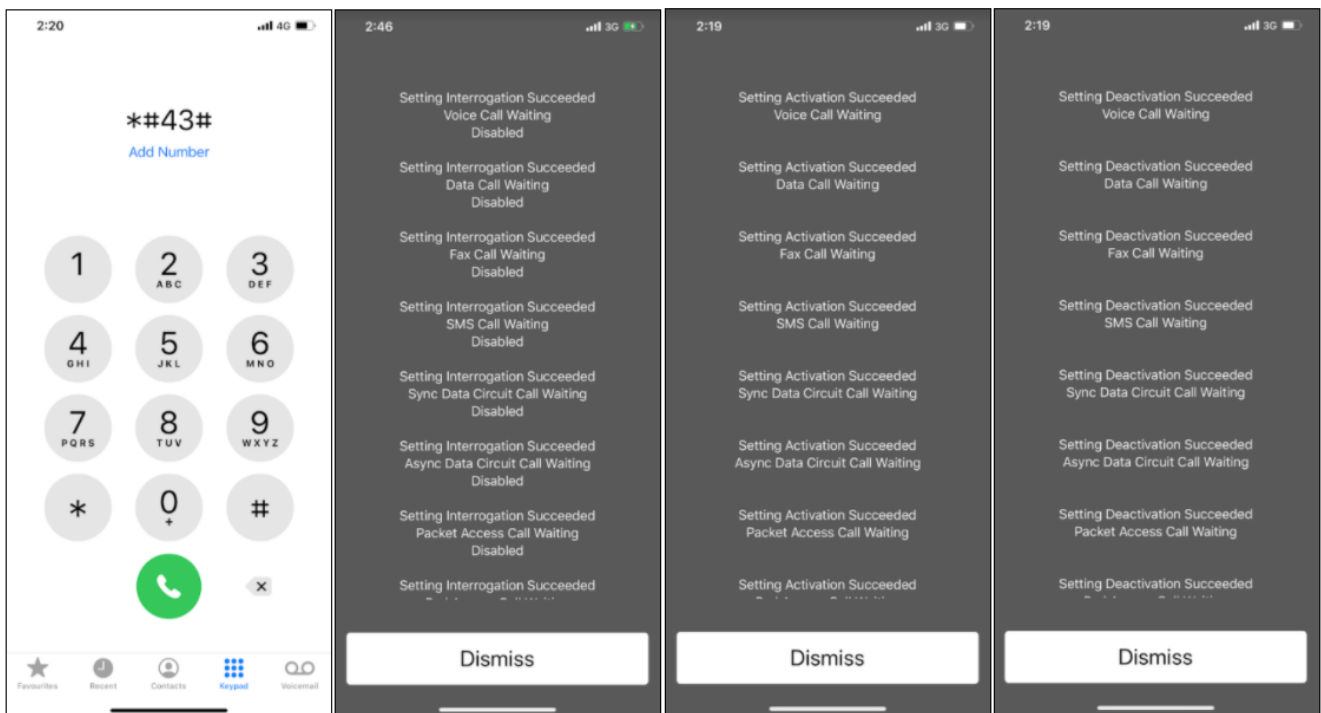 2:20
4G
*#43#
Add Number
1
2
ABC
3
DEF
4
GHI
5
JKL
6
MNO
7
PQRS
8
TUV
9
WXYZ
*
0
+
#
Favourites
Recent
Contacts
Keypad
Voicemail
2:46
3G
Setting Interrogation Succeeded
Voice Call Waiting
Disabled
Setting Interrogation Succeeded
Data Call Waiting
Disabled
Setting Interrogation Succeeded
Fax Call Waiting
Disabled
Setting Interrogation Succeeded
SMS Call Waiting
Disabled
Setting Interrogation Succeeded
Sync Data Circuit Call Waiting
Disabled
Setting Interrogation Succeeded
Async Data Circuit Call Waiting
Disabled
Setting Interrogation Succeeded
Packet Access Call Waiting
Disabled
Setting Interrogation Succeeded
Dismiss
2:19
3G
Setting Activation Succeeded
Voice Call Waiting
Setting Activation Succeeded
Data Call Waiting
Setting Activation Succeeded
Fax Call Waiting
Setting Activation Succeeded
SMS Call Waiting
Setting Activation Succeeded
Sync Data Circuit Call Waiting
Setting Activation Succeeded
Async Data Circuit Call Waiting
Setting Activation Succeeded
Packet Access Call Waiting
Setting Activation Succeeded
Dismiss
2:19
3G
Setting Deactivation Succeeded
Voice Call Waiting
Setting Deactivation Succeeded
Data Call Waiting
Setting Deactivation Succeeded
Fax Call Waiting
Setting Deactivation Succeeded
SMS Call Waiting
Setting Deactivation Succeeded
Sync Data Circuit Call Waiting
Setting Deactivation Succeeded
Async Data Circuit Call Waiting
Setting Deactivation Succeeded
Packet Access Call Waiting
Setting Deactivation Succeeded
Dismiss